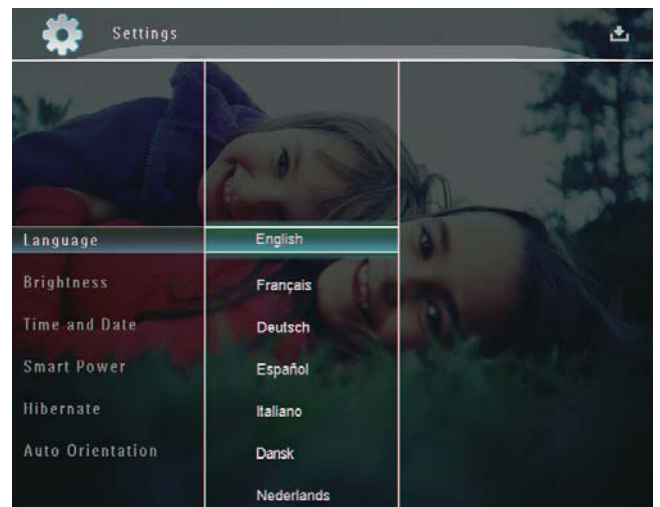 Settings
Language
Brightness
Time and Date
Smart Power
Hibernate
Auto Orientation
English
Français
Deutsch
Español
Italiano
Dansk
Nederlands